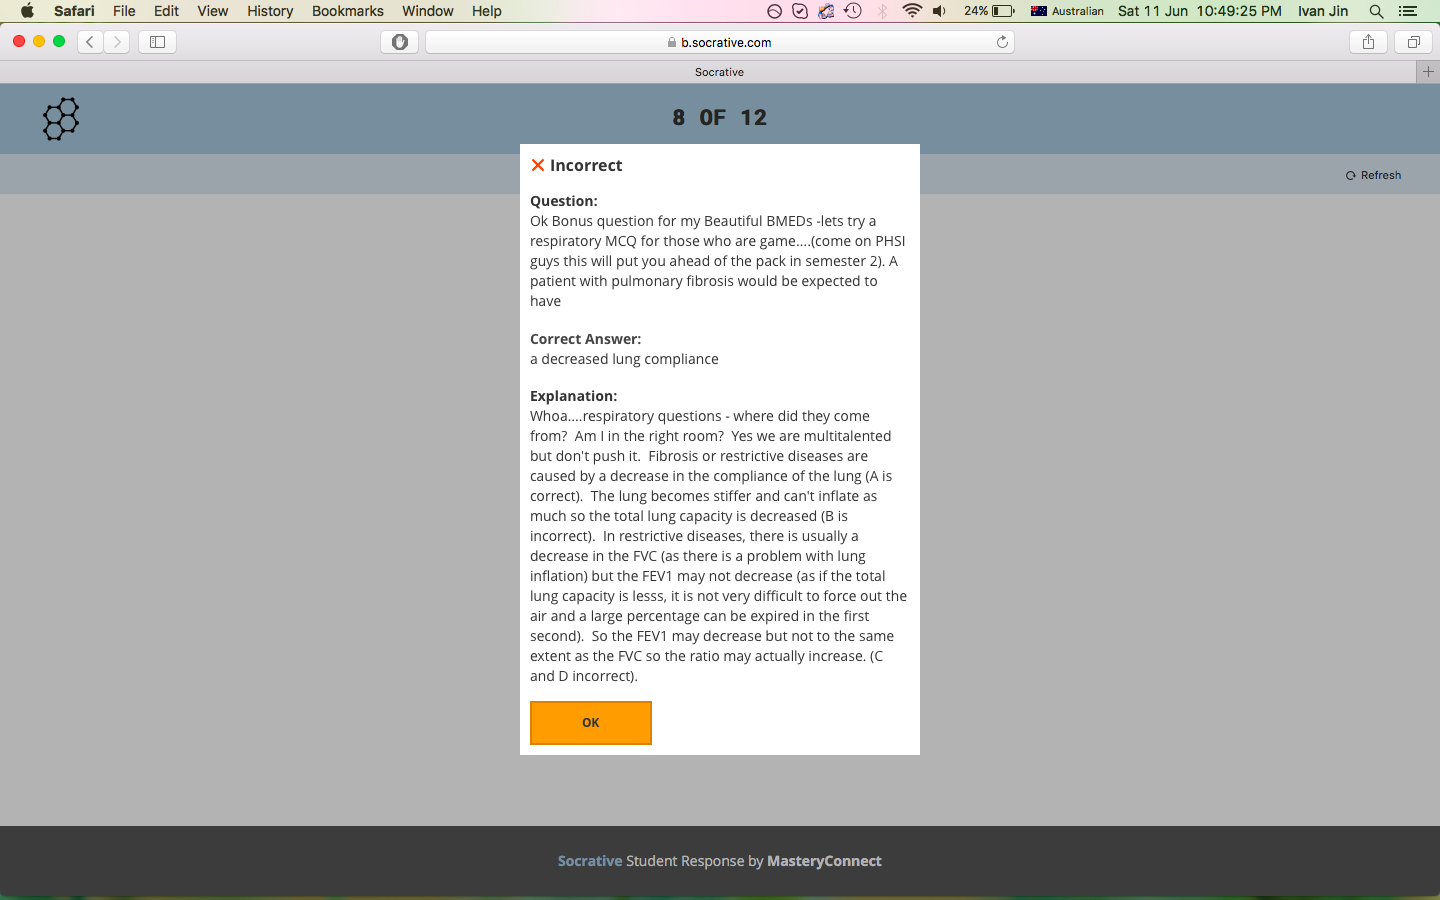 Safari File Edit View History Bookmarks Window Help 24% Australian Sat 11 Jun 10:49:25 PM Ivan Jin
b.socrative.com
Socrative
8 OF 12
Refresh
Incorrect
Question:
Ok Bonus question for my Beautiful BMEDs -lets try a
respiratory MCQ for those who are game....(come on PHSI
guys this will put you ahead of the pack in semester 2). A
patient with pulmonary fibrosis would be expected to
have
Correct Answer:
a decreased lung compliance
Explanation:
Whoa....respiratory questions - where did they come
from?  Am I in the right room?  Yes we are multitalented
but don't push it.  Fibrosis or restrictive diseases are
caused by a decrease in the compliance of the lung (A is
correct).  The lung becomes stiffer and can't inflate as
much so the total lung capacity is decreased (B is
incorrect).  In restrictive diseases, there is usually a
decrease in the FVC (as there is a problem with lung
inflation) but the FEV1 may not decrease (as if the total
lung capacity is lesss, it is not very difficult to force out the
air and a large percentage can be expired in the first
second).  So the FEV1 may decrease but not to the same
extent as the FVC so the ratio may actually increase. (C
and D incorrect).
OK
Socrative Student Response by MasteryConnect